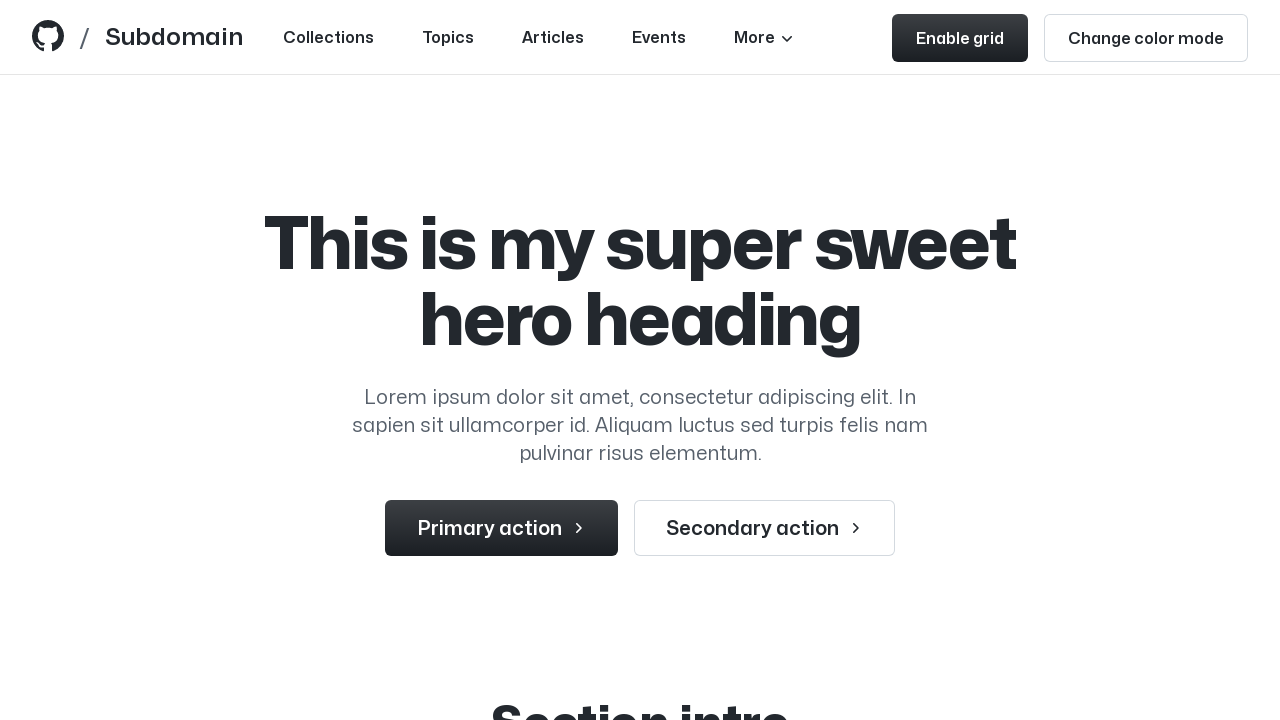 / Subdomain
Collections
Topics
Articles
Events
More
Enable grid
Change color mode
This is my super sweet
hero heading
Lorem ipsum dolor sit amet, consectetur adipiscing elit. In
sapien sit ullamcorper id. Aliquam luctus sed turpis felis nam
pulvinar risus elementum.
Primary action
Secondary action
Section intro